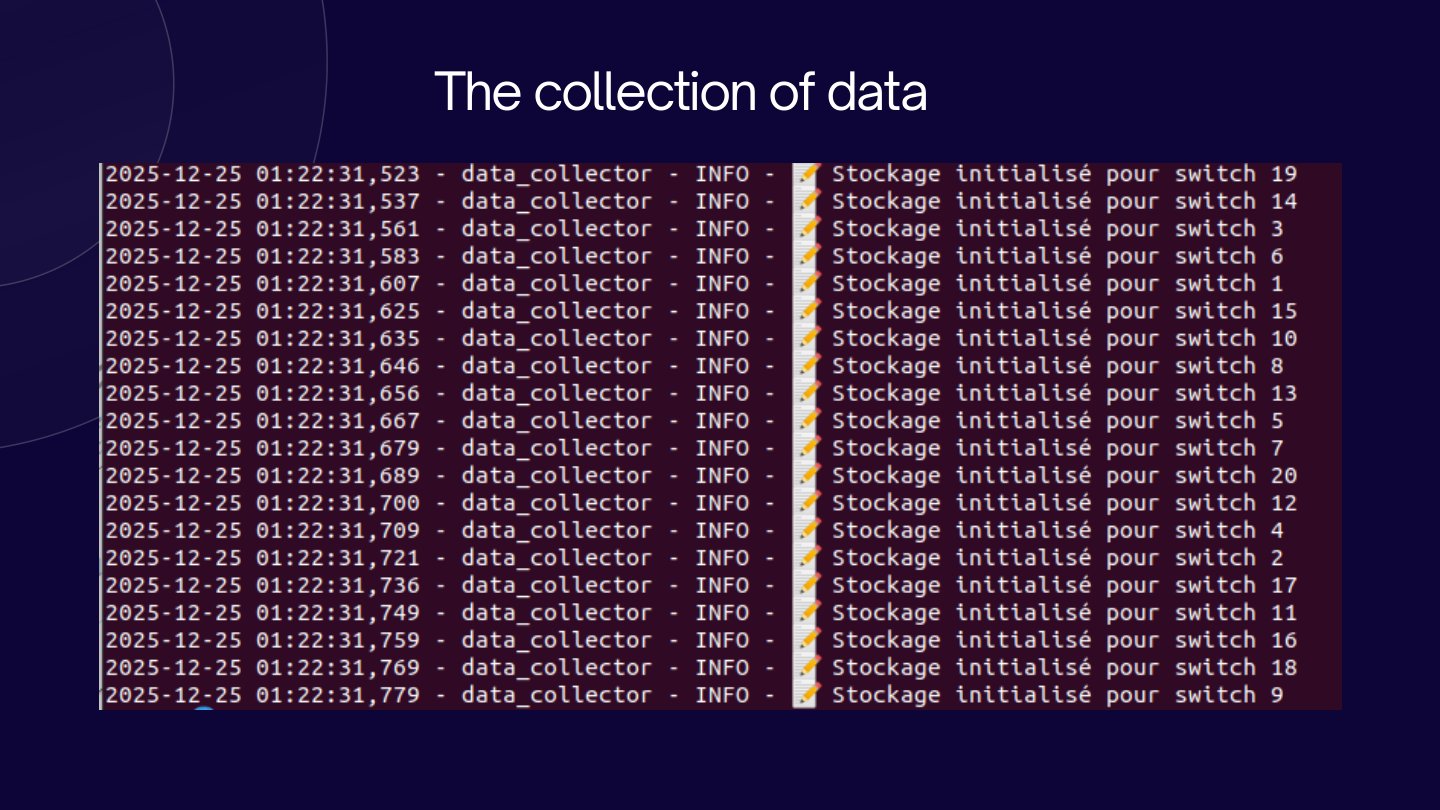 The collection of data
2025-12-25 01:22:31,523 - data_collector - INFO - 📝 Stockage initialisé pour switch 19
2025-12-25 01:22:31,537 - data_collector - INFO - 📝 Stockage initialisé pour switch 14
2025-12-25 01:22:31,561 - data_collector - INFO - 📝 Stockage initialisé pour switch 3
2025-12-25 01:22:31,583 - data_collector - INFO - 📝 Stockage initialisé pour switch 6
2025-12-25 01:22:31,607 - data_collector - INFO - 📝 Stockage initialisé pour switch 1
2025-12-25 01:22:31,625 - data_collector - INFO - 📝 Stockage initialisé pour switch 15
2025-12-25 01:22:31,635 - data_collector - INFO - 📝 Stockage initialisé pour switch 10
2025-12-25 01:22:31,646 - data_collector - INFO - 📝 Stockage initialisé pour switch 8
2025-12-25 01:22:31,656 - data_collector - INFO - 📝 Stockage initialisé pour switch 13
2025-12-25 01:22:31,667 - data_collector - INFO - 📝 Stockage initialisé pour switch 5
2025-12-25 01:22:31,679 - data_collector - INFO - 📝 Stockage initialisé pour switch 7
2025-12-25 01:22:31,689 - data_collector - INFO - 📝 Stockage initialisé pour switch 20
2025-12-25 01:22:31,700 - data_collector - INFO - 📝 Stockage initialisé pour switch 12
2025-12-25 01:22:31,709 - data_collector - INFO - 📝 Stockage initialisé pour switch 4
2025-12-25 01:22:31,721 - data_collector - INFO - 📝 Stockage initialisé pour switch 2
2025-12-25 01:22:31,736 - data_collector - INFO - 📝 Stockage initialisé pour switch 17
2025-12-25 01:22:31,749 - data_collector - INFO - 📝 Stockage initialisé pour switch 11
2025-12-25 01:22:31,759 - data_collector - INFO - 📝 Stockage initialisé pour switch 16
2025-12-25 01:22:31,769 - data_collector - INFO - 📝 Stockage initialisé pour switch 18
2025-12-25 01:22:31,779 - data_collector - INFO - 📝 Stockage initialisé pour switch 9